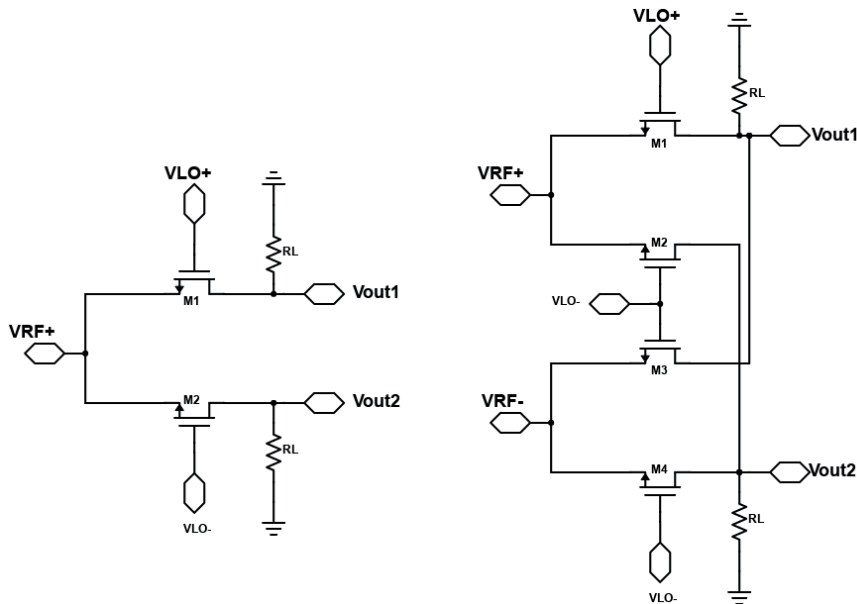 VLO+
RL
M1
Vout1
VRF+
M2
Vout2
RL
VLO-
VLO+
RL
M1
Vout1
VRF+
M2
VLO-
M3
VRF-
M4
Vout2
RL
VLO-